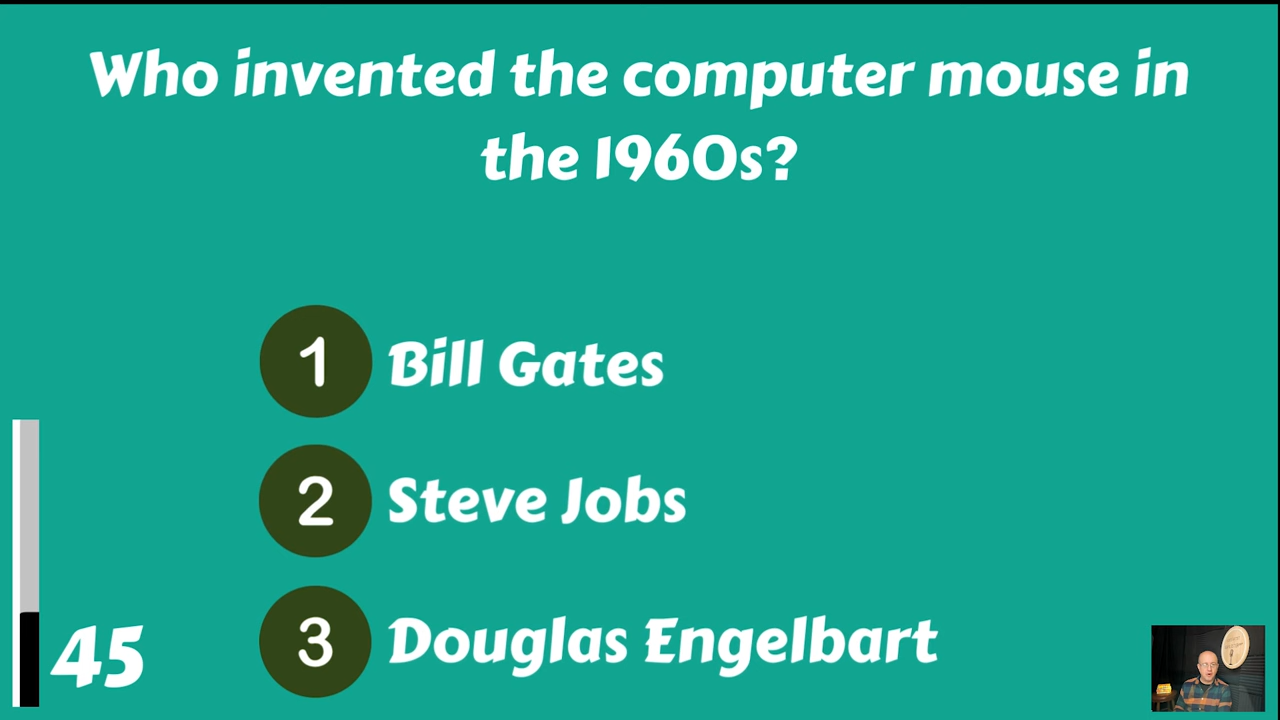 Who invented the computer mouse in
the 1960s?
1 Bill Gates
2 Steve Jobs
3 Douglas Engelbart
45